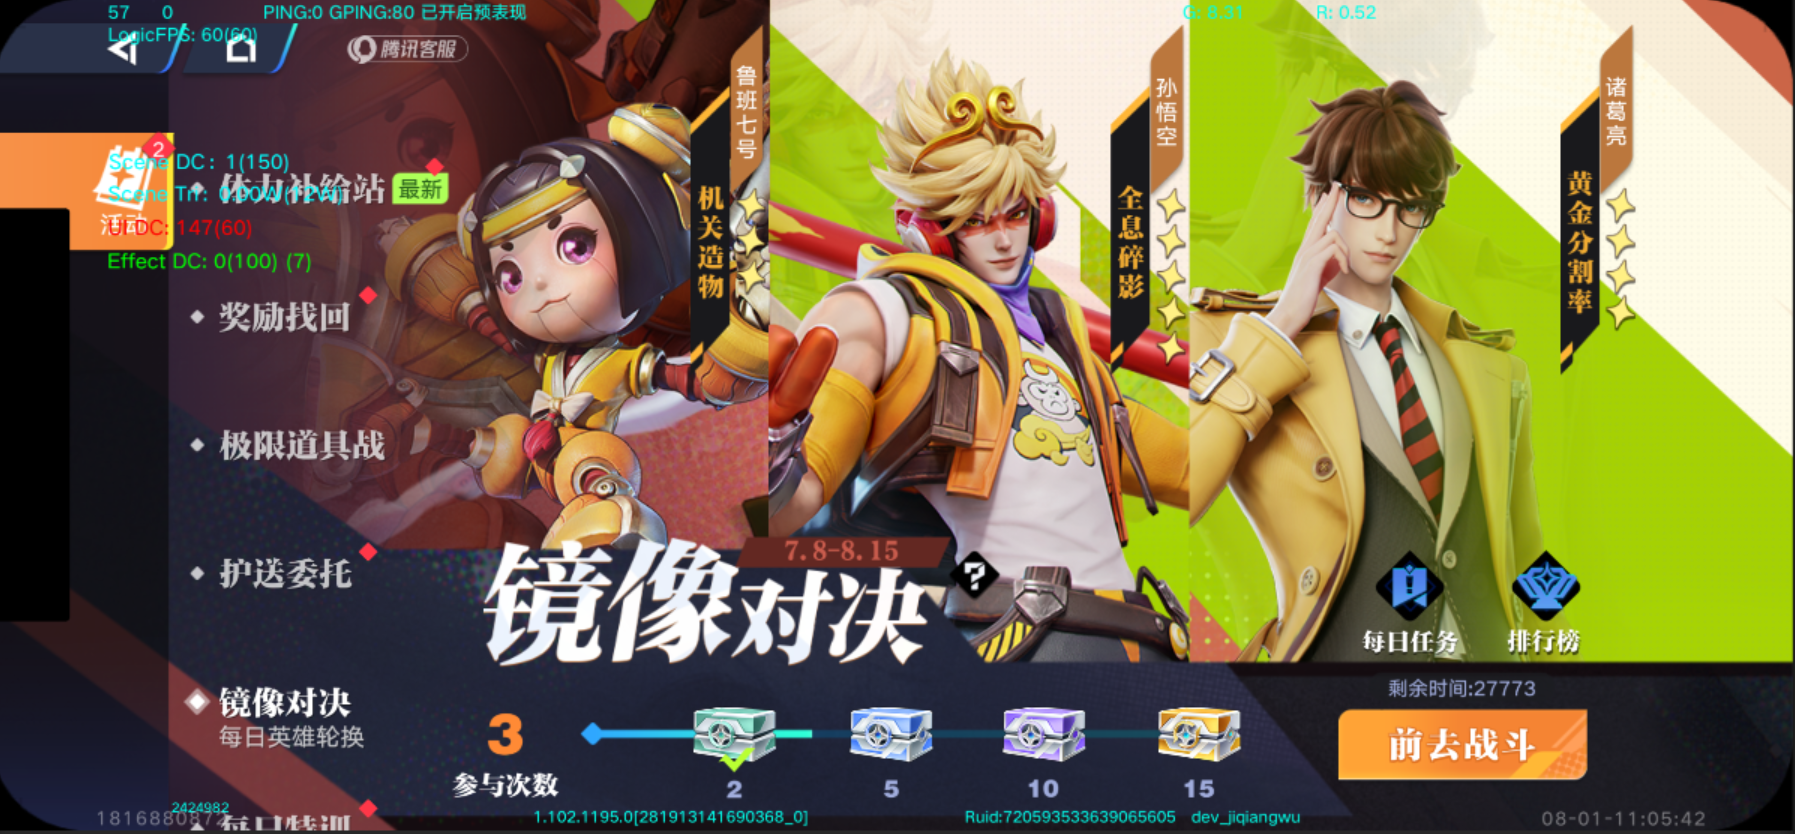 57 0 PING:0 GPING:80 已开启预表现 G: 8.31 R: 0.52
LogicFPS: 60(60)
腾讯客服
鲁班七号
机关造物
孙悟空
全息碎影
诸葛亮
黄金分割率
2
活动
Scene DC: 1(150)
UI DC: 147(60)
Effect DC: 0(100) (7)
体力补给站 最新
奖励找回
极限道具战
护送委托
镜像对决
每日英雄轮换
每日特训
7.8-8.15
镜像对决
?
每日任务 排行榜
剩余时间:27773
前去战斗
3
参与次数
2 5 10 15
2424982
1.102.1195.0[281913141690368_0] Ruid:720593533639065605 dev_jiqiangwu
08-01-11:05:42